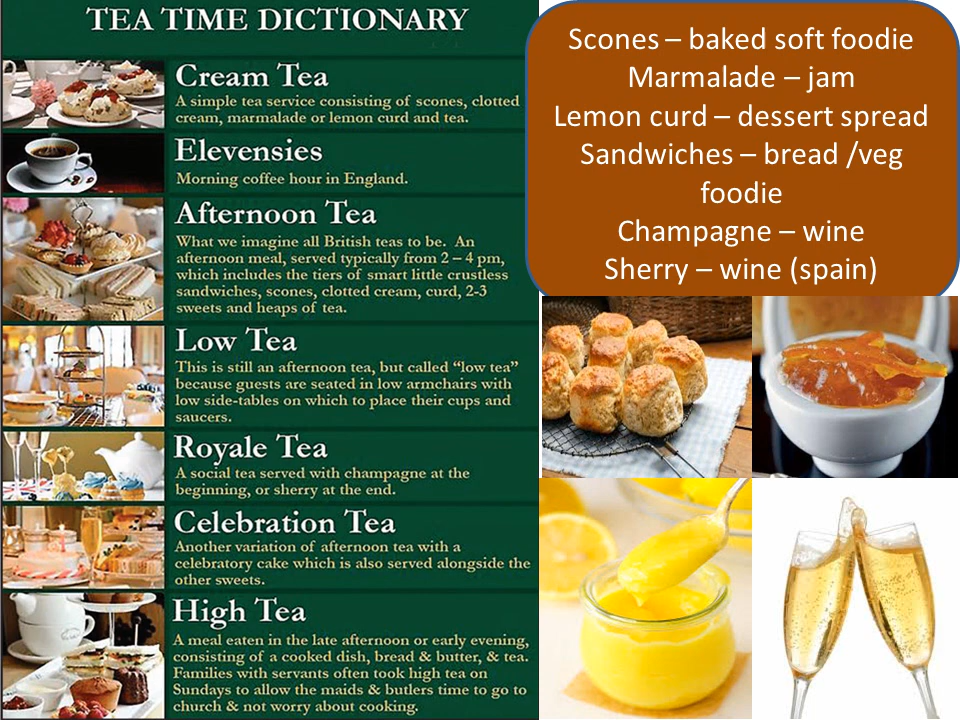 TEA TIME DICTIONARY
Cream Tea
A simple tea service consisting of scones, clotted
cream, marmalade or lemon curd and tea.
Elevensies
Morning coffee hour in England.
Afternoon Tea
What we imagine all British teas to be. An
afternoon meal, served typically from 2 – 4 pm,
which includes the tiers of smart little crustless
sandwiches, scones, clotted cream, curd, 2-3
sweets and heaps of tea.
Low Tea
This is still an afternoon tea, but called “low tea”
because guests are seated in low armchairs with
low side-tables on which to place their cups and
saucers.
Royale Tea
A social tea served with champagne at the
beginning, or sherry at the end.
Celebration Tea
Another variation of afternoon tea with a
celebratory cake which is also served alongside the
other sweets.
High Tea
A meal eaten in the late afternoon or early evening,
consisting of a cooked dish, bread & butter, & tea.
Families with servants often took high tea on
Sundays to allow the maids & butlers time to go to
church & not worry about cooking.
Scones – baked soft foodie
Marmalade – jam
Lemon curd – dessert spread
Sandwiches – bread /veg
foodie
Champagne – wine
Sherry – wine (spain)